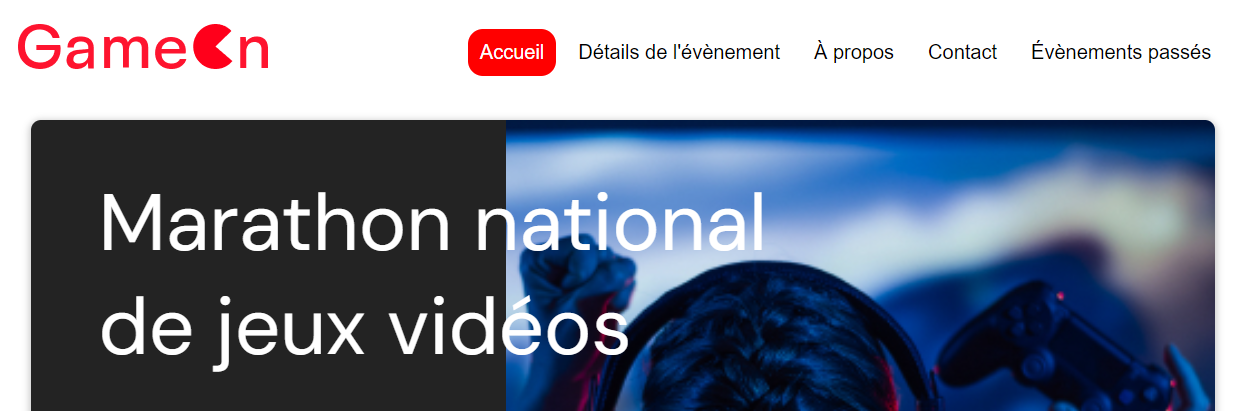 GameOn
Accueil Détails de l'évènement À propos Contact Évènements passés
Marathon national
de jeux vidéos